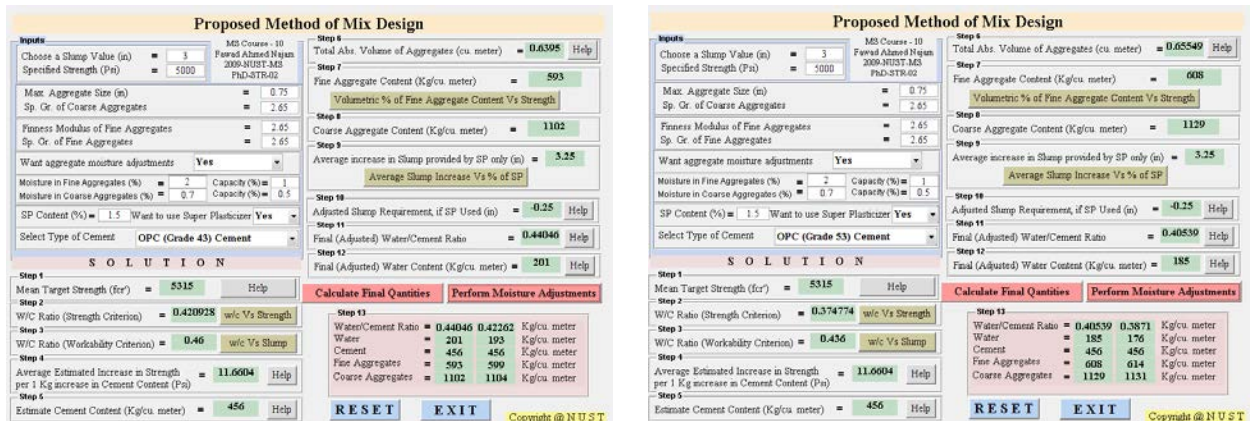 Proposed Method of Mix Design
Inputs
Choose a Slump Value (in) = 3
Specified Strength (Psi) = 5000
MS Course - 10
Fawad Ahmed Najam
2009-NUST-MS
PhD-STR-02
Max. Aggregate Size (in) = 0.75
Sp. Gr. of Coarse Aggregates = 2.65
Finness Modulus of Fine Aggregates = 2.65
Sp. Gr. of Fine Aggregates = 2.65
Want aggregate moisture adjustments Yes
Moisture in Fine Aggregates (%) = 2 Capacity (%) = 1
Moisture in Coarse Aggregates (%) = 0.7 Capacity (%) = 0.5
SP Content (%) = 1.5 Want to use Super Plasticizer Yes
Select Type of Cement OPC (Grade 43) Cement
S O L U T I O N
Step 1
Mean Target Strength (fcr') = 5315 Help
Step 2
W/C Ratio (Strength Criterion) = 0.420928 w/c Vs Strength
Step 3
W/C Ratio (Workability Criterion) = 0.46 w/c Vs Slump
Step 4
Average Estimated Increase in Strength
per 1 Kg increase in Cement Content (Psi) = 11.6604 Help
Step 5
Estimate Cement Content (Kg/cu. meter) = 456 Help
Step 6
Total Abs. Volume of Aggregates (cu. meter) = 0.6395 Help
Step 7
Fine Aggregate Content (Kg/cu. meter) = 593
Volumetric % of Fine Aggregate Content Vs Strength
Step 8
Coarse Aggregate Content (Kg/cu. meter) = 1102
Step 9
Average increase in Slump provided by SP only (in) = 3.25
Average Slump Increase Vs % of SP
Step 10
Adjusted Slump Requirement, if SP Used (in) = -0.25 Help
Step 11
Final (Adjusted) Water/Cement Ratio = 0.44046 Help
Step 12
Final (Adjusted) Water Content (Kg/cu. meter) = 201 Help
Calculate Final Qantities Perform Moisture Adjustments
Step 13
Water/Cement Ratio = 0.44046 0.42262 Kg/cu. meter
Water = 201 193 Kg/cu. meter
Cement = 456 456 Kg/cu. meter
Fine Aggregates = 593 599 Kg/cu. meter
Coarse Aggregates = 1102 1104 Kg/cu. meter
RESET EXIT
Copyright @ N U S T
Proposed Method of Mix Design
Inputs
Choose a Slump Value (in) = 3
Specified Strength (Psi) = 5000
MS Course - 10
Fawad Ahmed Najam
2009-NUST-MS
PhD-STR-02
Max. Aggregate Size (in) = 0.75
Sp. Gr. of Coarse Aggregates = 2.65
Finness Modulus of Fine Aggregates = 2.65
Sp. Gr. of Fine Aggregates = 2.65
Want aggregate moisture adjustments Yes
Moisture in Fine Aggregates (%) = 2 Capacity (%) = 1
Moisture in Coarse Aggregates (%) = 0.7 Capacity (%) = 0.5
SP Content (%) = 1.5 Want to use Super Plasticizer Yes
Select Type of Cement OPC (Grade 53) Cement
S O L U T I O N
Step 1
Mean Target Strength (fcr') = 5315 Help
Step 2
W/C Ratio (Strength Criterion) = 0.374774 w/c Vs Strength
Step 3
W/C Ratio (Workability Criterion) = 0.436 w/c Vs Slump
Step 4
Average Estimated Increase in Strength
per 1 Kg increase in Cement Content (Psi) = 11.6604 Help
Step 5
Estimate Cement Content (Kg/cu. meter) = 456 Help
Step 6
Total Abs. Volume of Aggregates (cu. meter) = 0.65549 Help
Step 7
Fine Aggregate Content (Kg/cu. meter) = 608
Volumetric % of Fine Aggregate Content Vs Strength
Step 8
Coarse Aggregate Content (Kg/cu. meter) = 1129
Step 9
Average increase in Slump provided by SP only (in) = 3.25
Average Slump Increase Vs % of SP
Step 10
Adjusted Slump Requirement, if SP Used (in) = -0.25 Help
Step 11
Final (Adjusted) Water/Cement Ratio = 0.40539 Help
Step 12
Final (Adjusted) Water Content (Kg/cu. meter) = 185 Help
Calculate Final Qantities Perform Moisture Adjustments
Step 13
Water/Cement Ratio = 0.40539 0.3871 Kg/cu. meter
Water = 185 176 Kg/cu. meter
Cement = 456 456 Kg/cu. meter
Fine Aggregates = 608 614 Kg/cu. meter
Coarse Aggregates = 1129 1131 Kg/cu. meter
RESET EXIT
Copyright @ N U S T